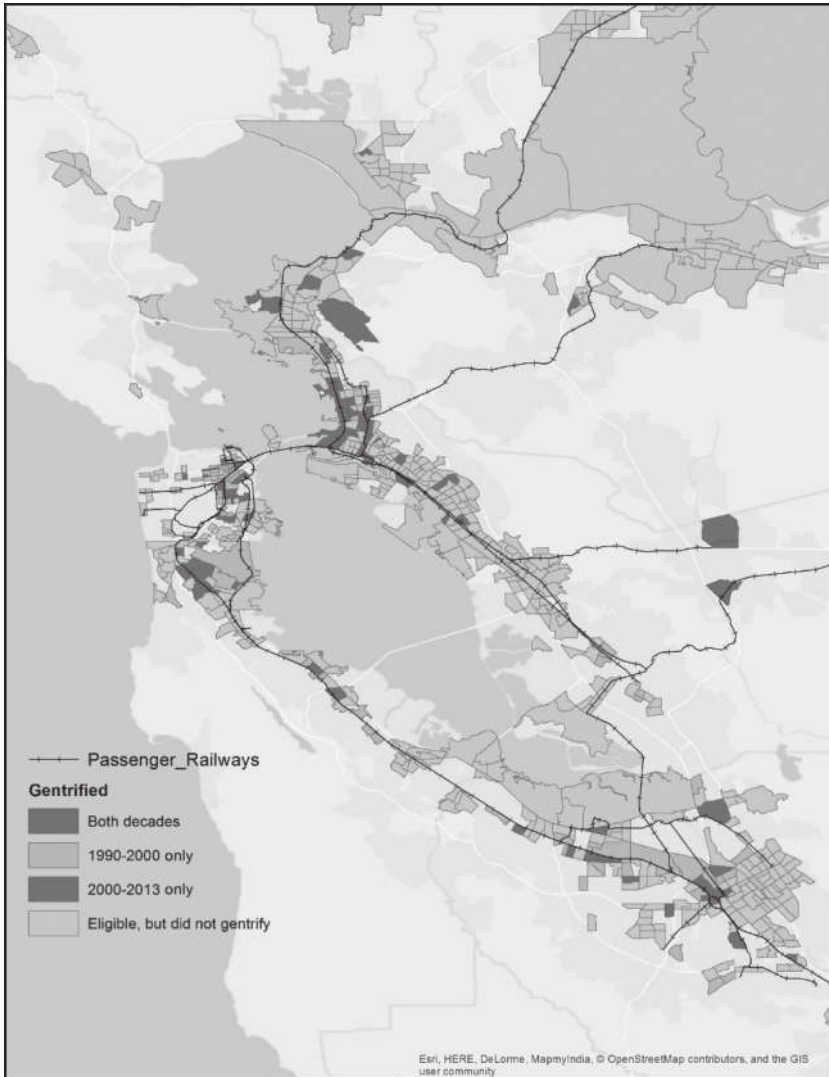 Passenger_Railways
Gentrified
Both decades
1990-2000 only
2000-2013 only
Eligible, but did not gentrify
Esri, HERE, DeLorme, MapmyIndia, © OpenStreetMap contributors, and the GIS
user community